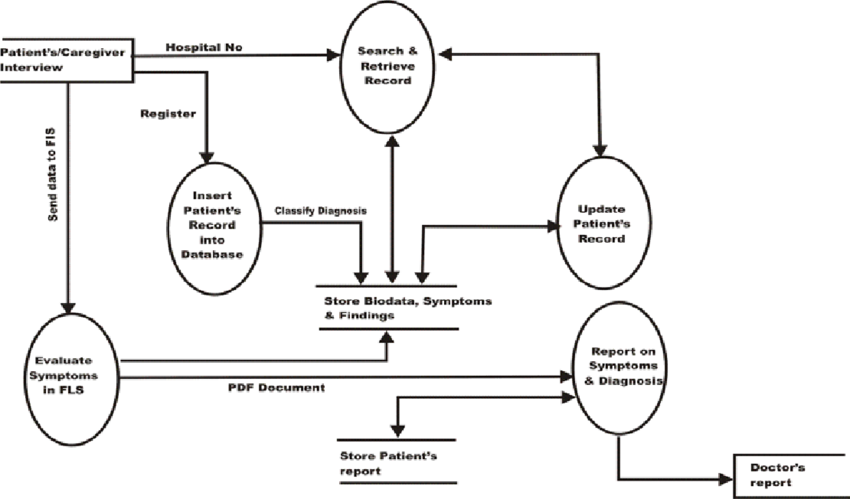 Hospital No
Patient's/Caregiver
Interview
Search &
Retrieve
Record
Register
Send data to FIS
Insert
Patient's
Record
into
Database
Classify Diagnosis
Update
Patient's
Record
Store Biodata, Symptoms
& Findings
Evaluate
Symptoms
in FLS
Report on
Symptoms
& Diagnosis
PDF Document
Store Patient's
report
Doctor's
report